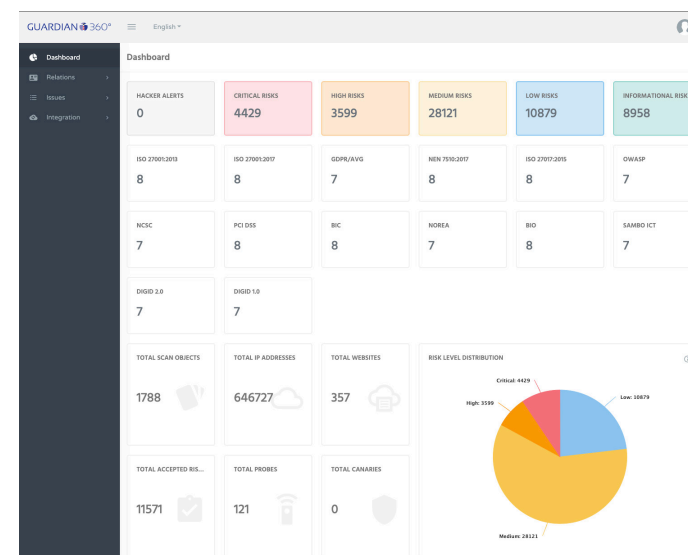 GUARDIAN 360°
English
Dashboard
Dashboard
Relations
Issues
Integration
HACKER ALERTS
0
CRITICAL RISKS
4429
HIGH RISKS
3599
MEDIUM RISKS
28121
LOW RISKS
10879
INFORMATIONAL RISK
8958
ISO 27001:2013
8
ISO 27001:2017
8
GDPR/AVG
7
NEN 7510:2017
8
ISO 27017:2015
8
OWASP
7
NCSC
7
PCI DSS
8
BIC
8
NOREA
7
BIO
8
SAMBO ICT
7
DIGID 2.0
7
DIGID 1.0
7
TOTAL SCAN OBJECTS
1788
TOTAL IP ADDRESSES
646727
TOTAL WEBSITES
357
RISK LEVEL DISTRIBUTION
Critical: 4429
High: 3599
Low: 10879
Medium: 28121
TOTAL ACCEPTED RIS...
11571
TOTAL PROBES
121
TOTAL CANARIES
0